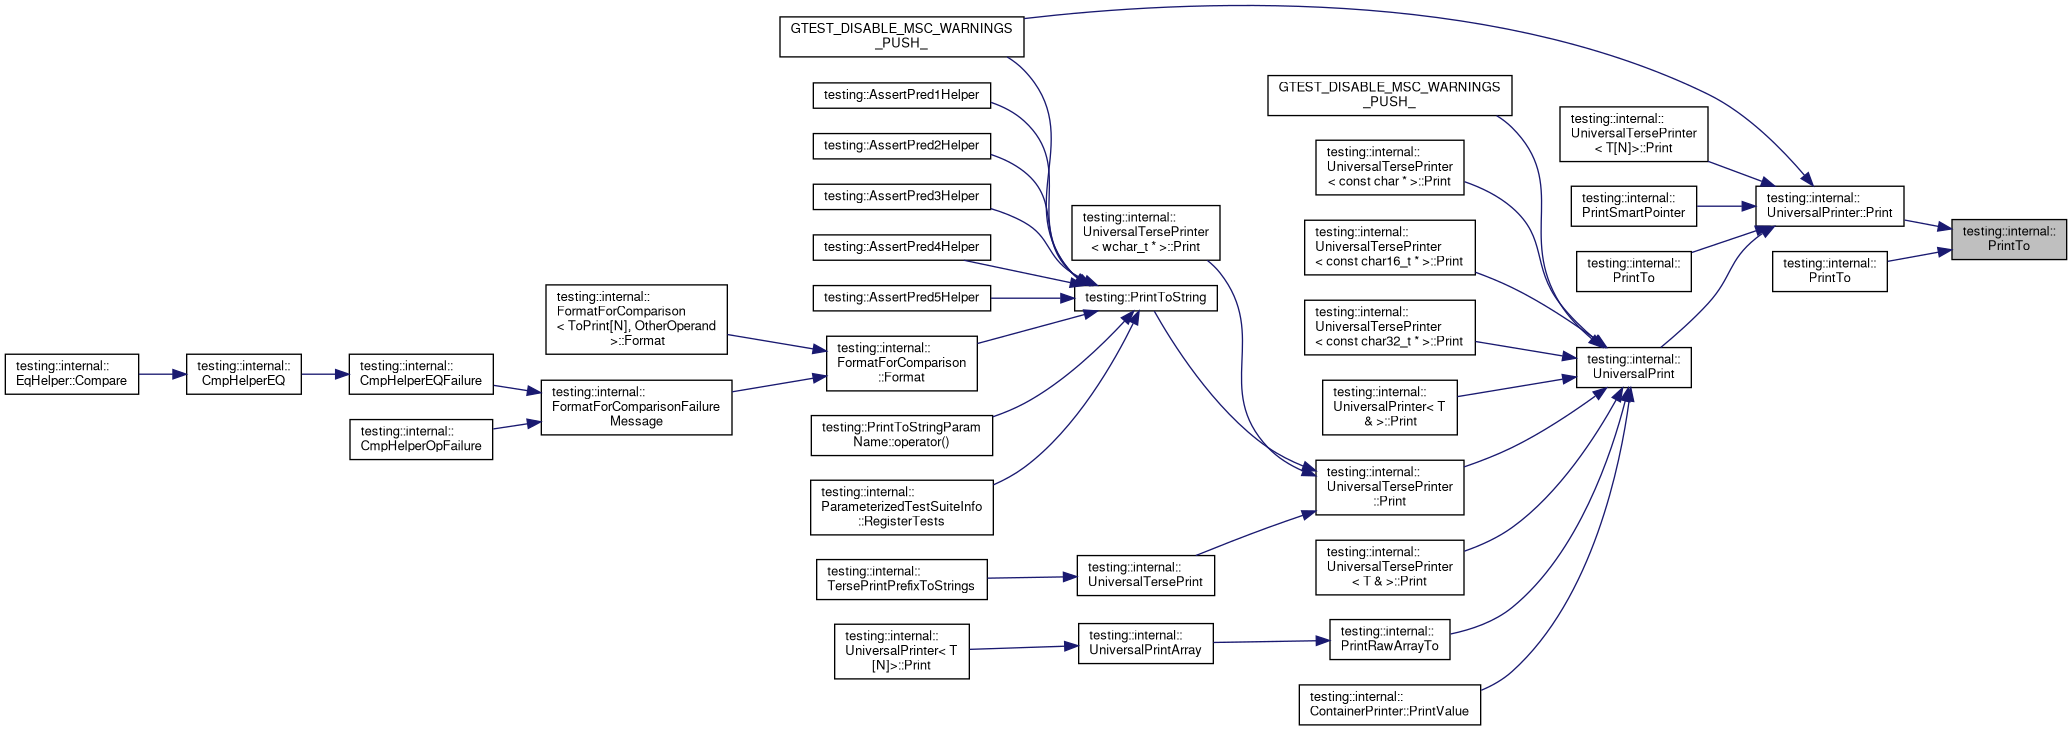 GTEST_DISABLE_MSC_WARNINGS
_PUSH_
testing::AssertPred1Helper
testing::AssertPred2Helper
testing::AssertPred3Helper
testing::AssertPred4Helper
testing::AssertPred5Helper
testing::internal::
FormatForComparison
< ToPrint[N], OtherOperand
>::Format
testing::internal::
EqHelper::Compare
testing::internal::
CmpHelperEQ
testing::internal::
CmpHelperEQFailure
testing::internal::
CmpHelperOpFailure
testing::internal::
FormatForComparisonFailure
Message
testing::internal::
FormatForComparison
::Format
testing::PrintToStringParam
Name::operator()
testing::internal::
ParameterizedTestSuiteInfo
::RegisterTests
testing::internal::
TersePrintPrefixToStrings
testing::internal::
UniversalPrinter< T
[N]>::Print
testing::internal::
UniversalTersePrinter
< wchar_t * >::Print
testing::PrintToString
testing::internal::
UniversalTersePrint
testing::internal::
UniversalPrintArray
GTEST_DISABLE_MSC_WARNINGS
_PUSH_
testing::internal::
UniversalTersePrinter
< const char * >::Print
testing::internal::
UniversalTersePrinter
< const char16_t * >::Print
testing::internal::
UniversalTersePrinter
< const char32_t * >::Print
testing::internal::
UniversalPrinter< T
& >::Print
testing::internal::
UniversalTersePrinter
::Print
testing::internal::
UniversalTersePrinter
< T & >::Print
testing::internal::
PrintRawArrayTo
testing::internal::
ContainerPrinter::PrintValue
testing::internal::
UniversalTersePrinter
< T[N]>::Print
testing::internal::
PrintSmartPointer
testing::internal::
PrintTo
testing::internal::
UniversalPrint
testing::internal::
UniversalPrinter::Print
testing::internal::
PrintTo
testing::internal::
PrintTo